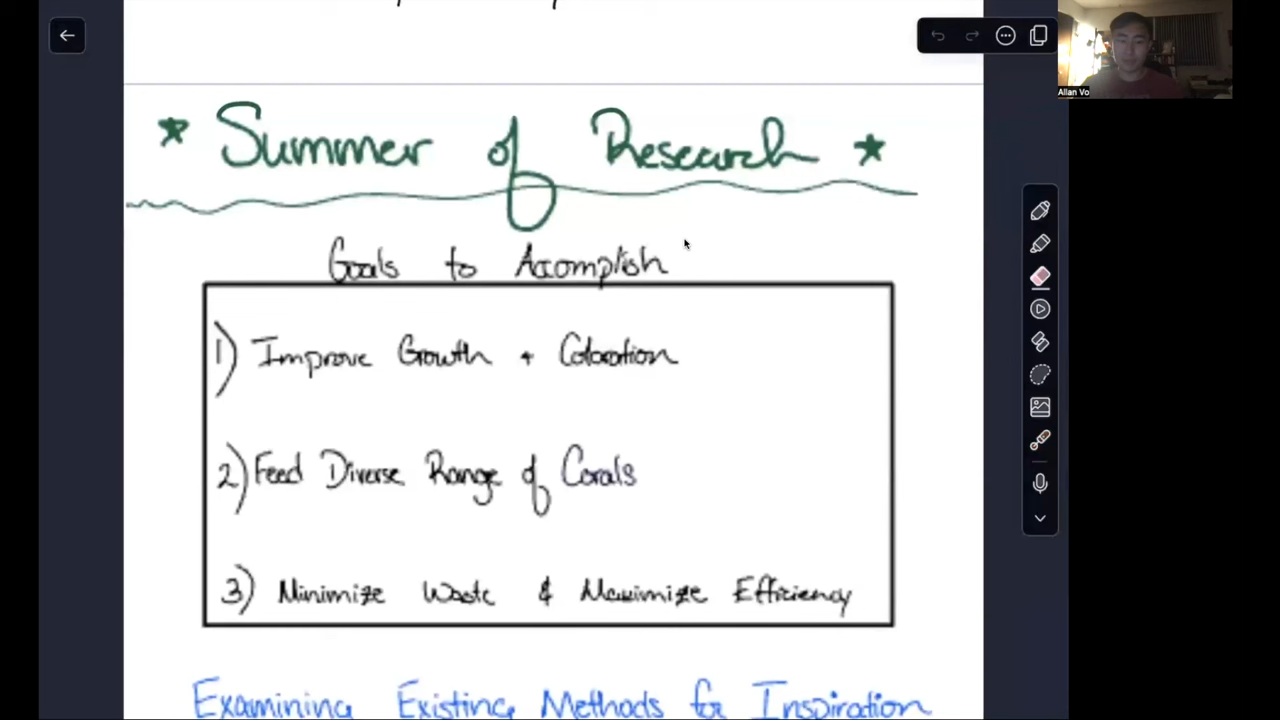 Allan Vo
★ Summer of Research ★
Goals to Accomplish
1) Improve Growth + Coloration
2) Feed Diverse Range of Corals
3) Minimize Waste & Maximize Efficiency
Examining Existing Methods for Inspiration